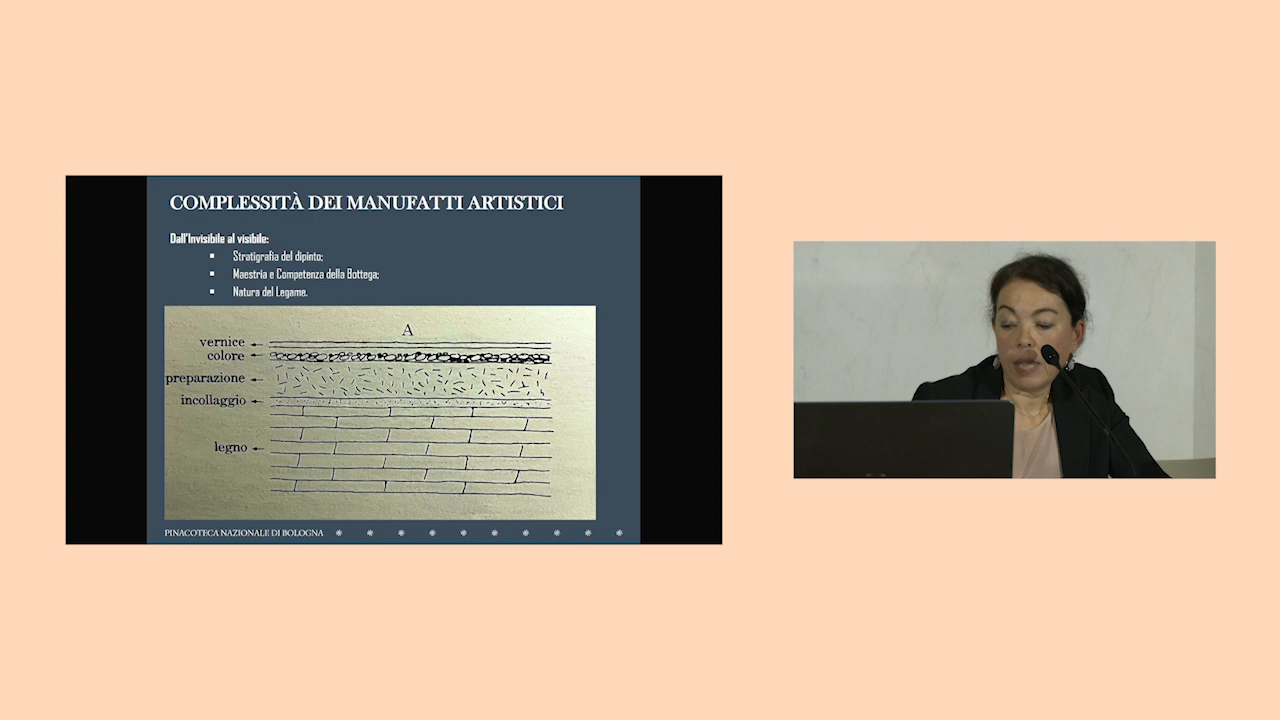 COMPLESSITÀ DEI MANUFATTI ARTISTICI
Dall'Invisibile al visibile:
▪ Stratigrafia del dipinto;
▪ Maestria e Competenza della Bottega;
▪ Natura del Legame.
A
vernice
colore
preparazione
incollaggio
legno
PINACOTECA NAZIONALE DI BOLOGNA